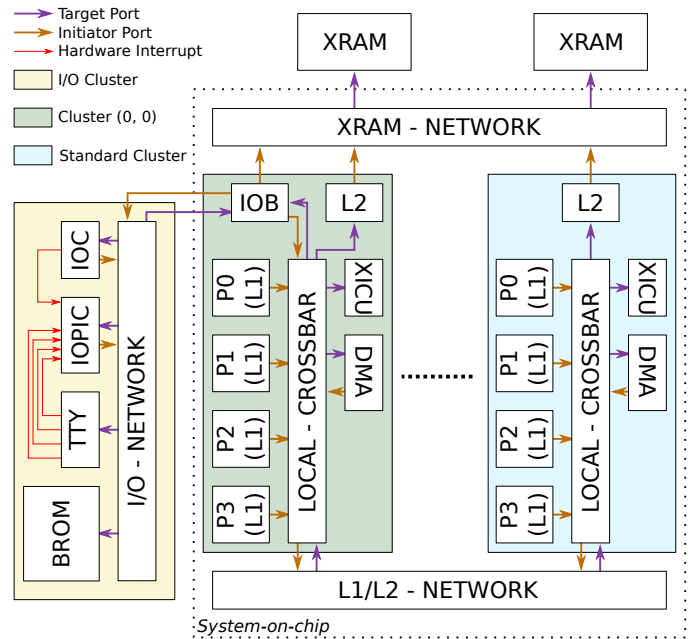 Target Port
Initiator Port
Hardware Interrupt
I/O Cluster
Cluster (0, 0)
Standard Cluster
XRAM
XRAM
XRAM - NETWORK
IOB
L2
L2
IOC
IOPIC
TTY
BROM
I/O - NETWORK
P0
(L1)
P1
(L1)
P2
(L1)
P3
(L1)
LOCAL - CROSSBAR
XICU
DMA
P0
(L1)
P1
(L1)
P2
(L1)
P3
(L1)
LOCAL - CROSSBAR
XICU
DMA
L1/L2 - NETWORK
System-on-chip